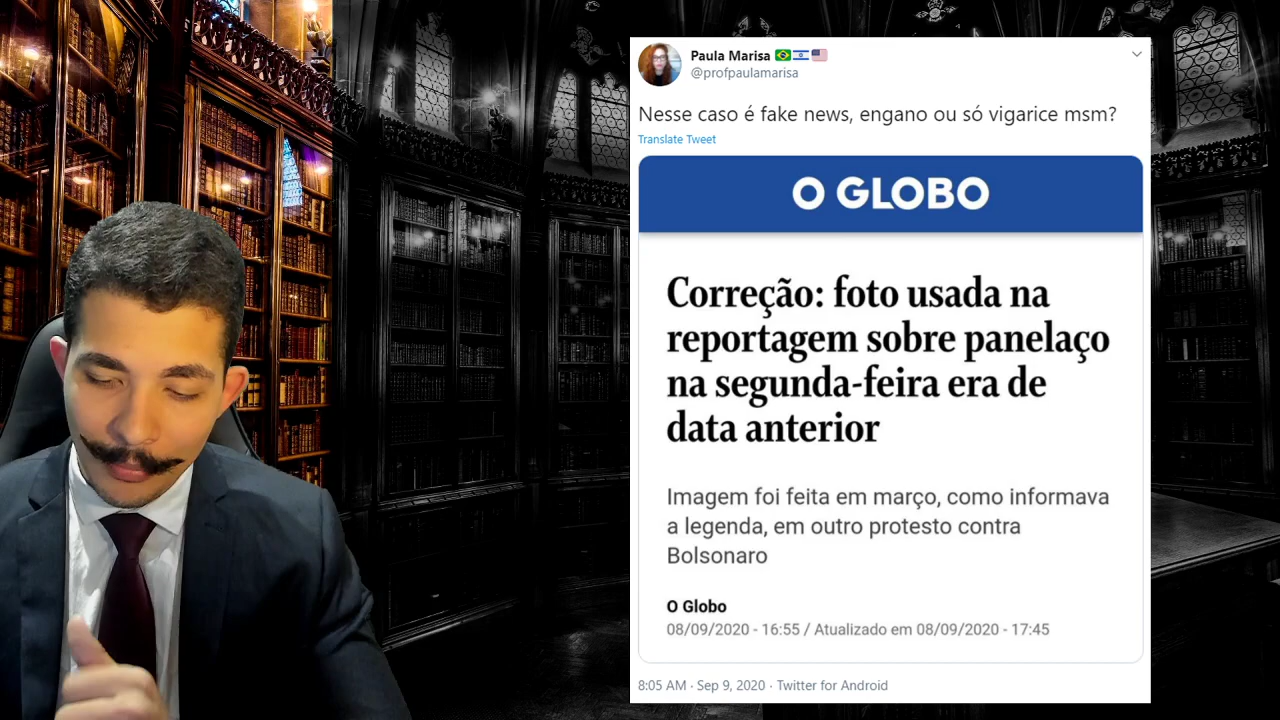 Paula Marisa 🇧🇷🇮🇱🇺🇸
@profpaulamarisa
Nesse caso é fake news, engano ou só vigarice msm?
Translate Tweet
O GLOBO
Correção: foto usada na
reportagem sobre panelaço
na segunda-feira era de
data anterior
Imagem foi feita em março, como informava
a legenda, em outro protesto contra
Bolsonaro
O Globo
08/09/2020 - 16:55 / Atualizado em 08/09/2020 - 17:45
8:05 AM · Sep 9, 2020 · Twitter for Android